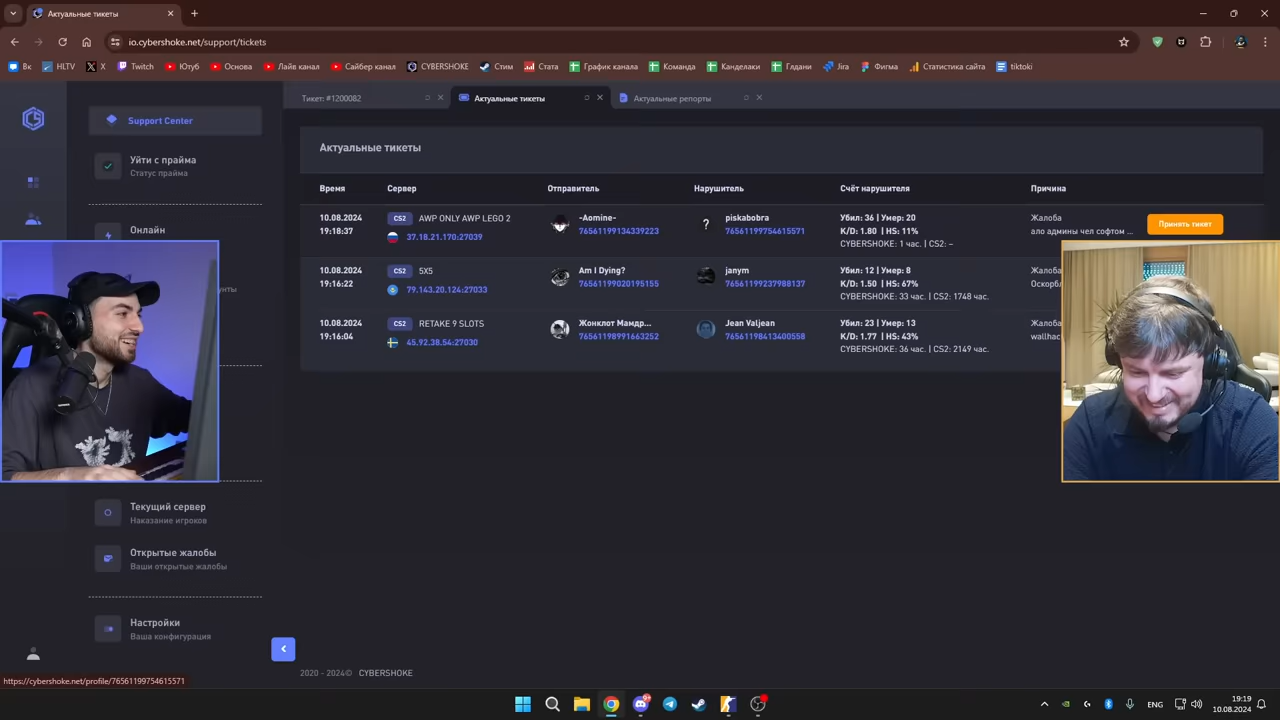 Актуальные тикеты
io.cybershoke.net/support/tickets
Вк
HLTV
X
Twitch
Ютуб
Основа
Лайв канал
Сайбер канал
CYBERSHOKE
Стим
Стата
График канала
Команда
Канделаки
Глдани
Jira
Фигма
Статистика сайта
tiktoki
Тикет: #1200082
Актуальные тикеты
Актуальные репорты
Support Center
Уйти с прайма
Статус прайма
Онлайн
унты
Текущий сервер
Наказание игроков
Открытые жалобы
Ваши открытые жалобы
Настройки
Ваша конфигурация
Актуальные тикеты
Время Сервер Отправитель Нарушитель Счёт нарушителя Причина
10.08.2024 CS2 AWP ONLY AWP LEGO 2 -Aomine- piskabobra Убил: 36 | Умер: 20 Жалоба
19:18:37 37.18.21.170:27039 76561199134339223 ? 76561199754615571 K/D: 1.80 | HS: 11% ало админы чел софтом ... Принять тикет
CYBERSHOKE: 1 час. | CS2: –
10.08.2024 CS2 5X5 Am I Dying? janym Убил: 12 | Умер: 8 Жалоба
19:16:22 79.143.20.124:27033 76561199020195155 76561199237988137 K/D: 1.50 | HS: 67% Оскорбл
CYBERSHOKE: 33 час. | CS2: 1748 час.
10.08.2024 CS2 RETAKE 9 SLOTS Жонклот Мамдр... Jean Valjean Убил: 23 | Умер: 13 Жалоба
19:16:04 45.92.38.54:27030 76561198991663252 76561198413400558 K/D: 1.77 | HS: 43% wallhac
CYBERSHOKE: 36 час. | CS2: 2149 час.
2020 - 2024© CYBERSHOKE
https://cybershoke.net/profile/76561199754615571
ENG
19:19
10.08.2024